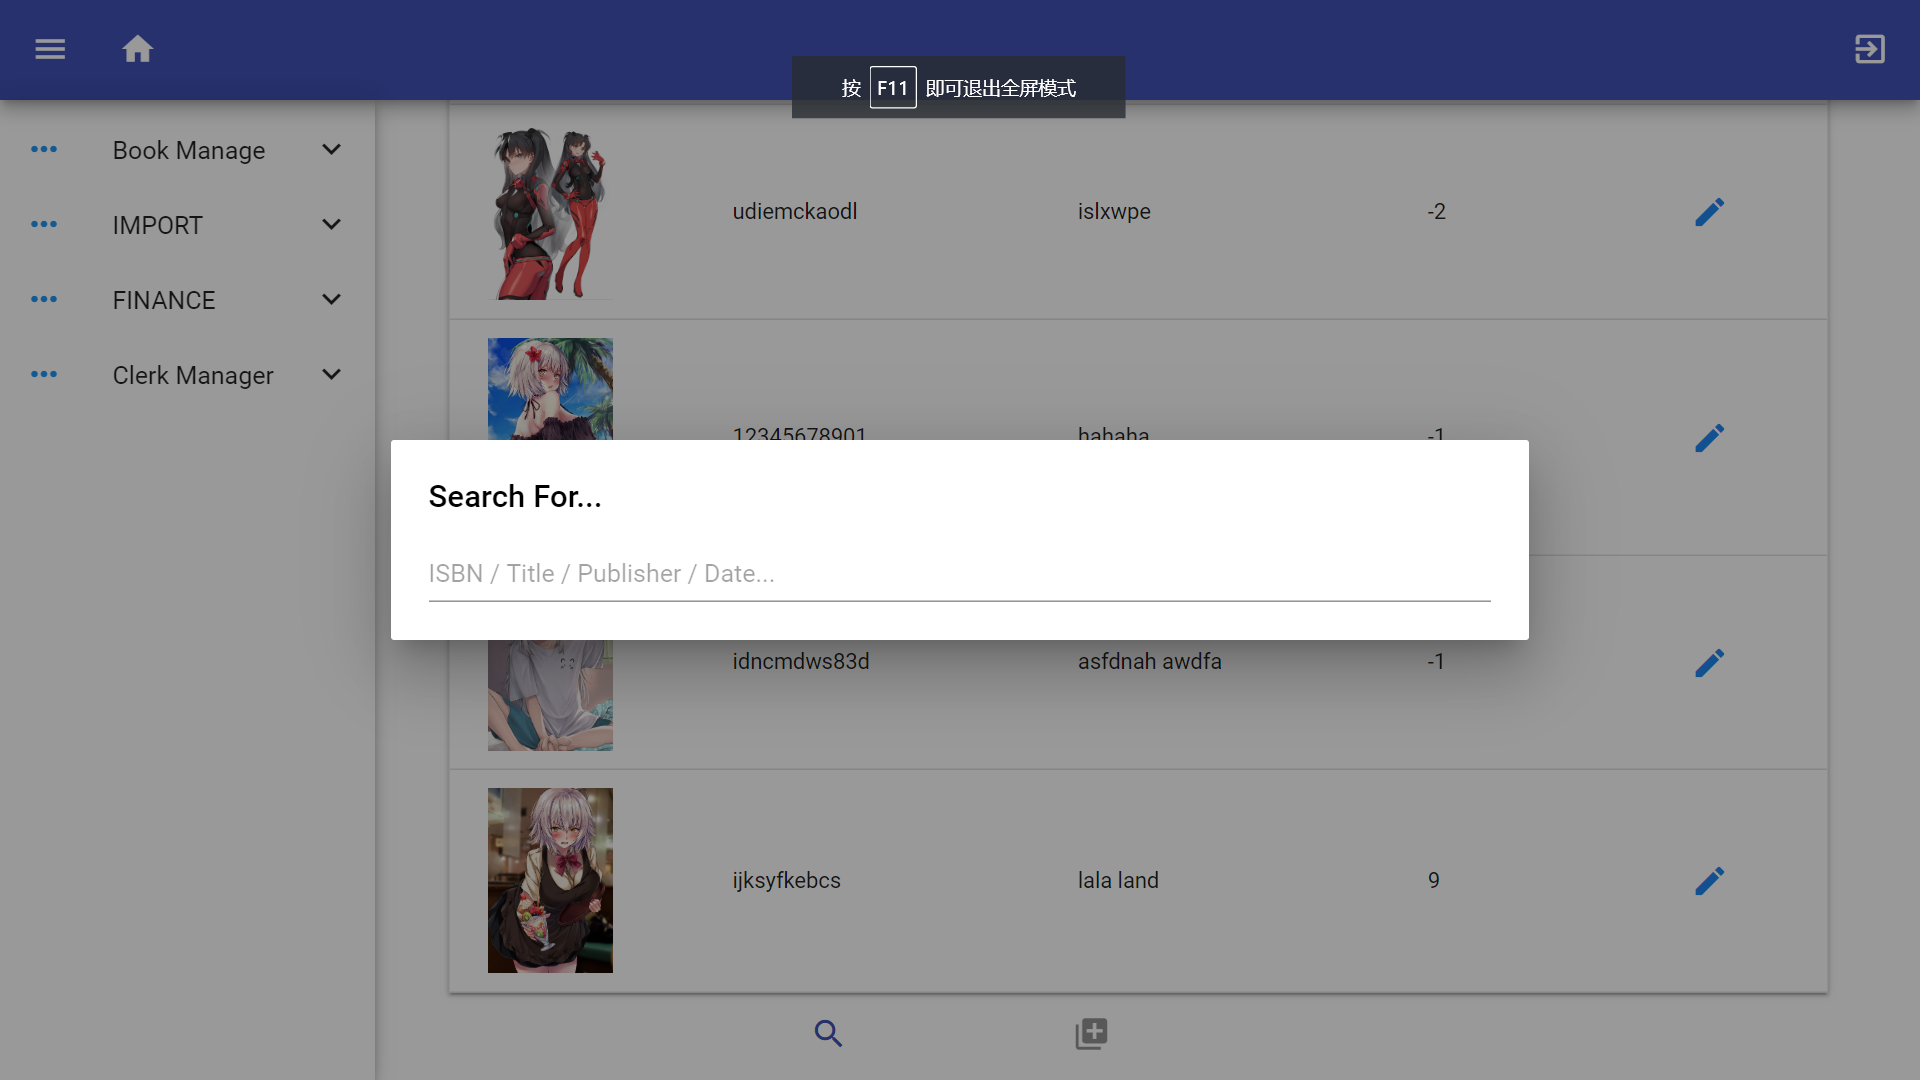 按 F11 即可退出全屏模式
Book Manage
IMPORT
FINANCE
Clerk Manager
udiemckaodl islxwpe -2
12345678901 hahaha -1
Search For...
ISBN / Title / Publisher / Date...
idncmdws83d asfdnah awdfa -1
ijksyfkebcs lala land 9